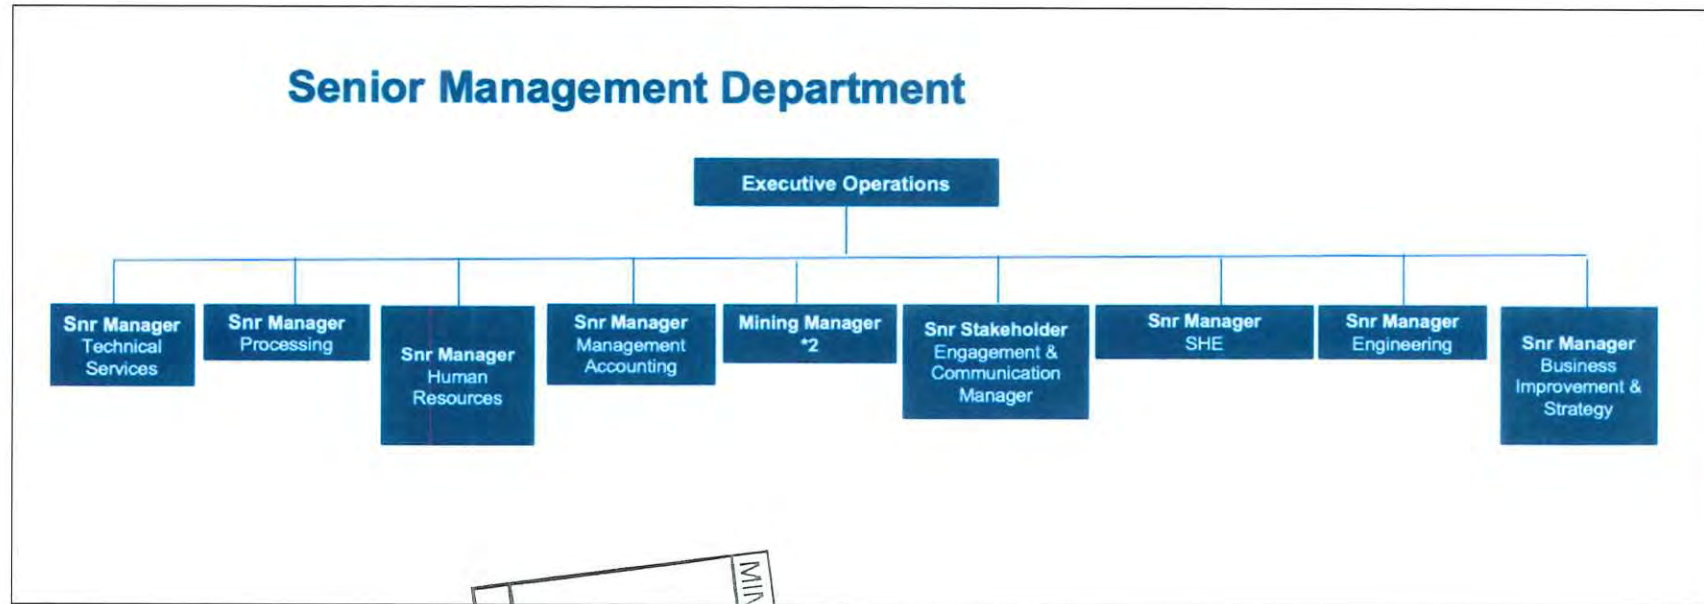 Senior Management Department
Executive Operations
Snr Manager
Technical
Services
Snr Manager
Processing
Snr Manager
Human
Resources
Snr Manager
Management
Accounting
Mining Manager
*2
Snr Stakeholder
Engagement &
Communication
Manager
Snr Manager
SHE
Snr Manager
Engineering
Snr Manager
Business
Improvement &
Strategy